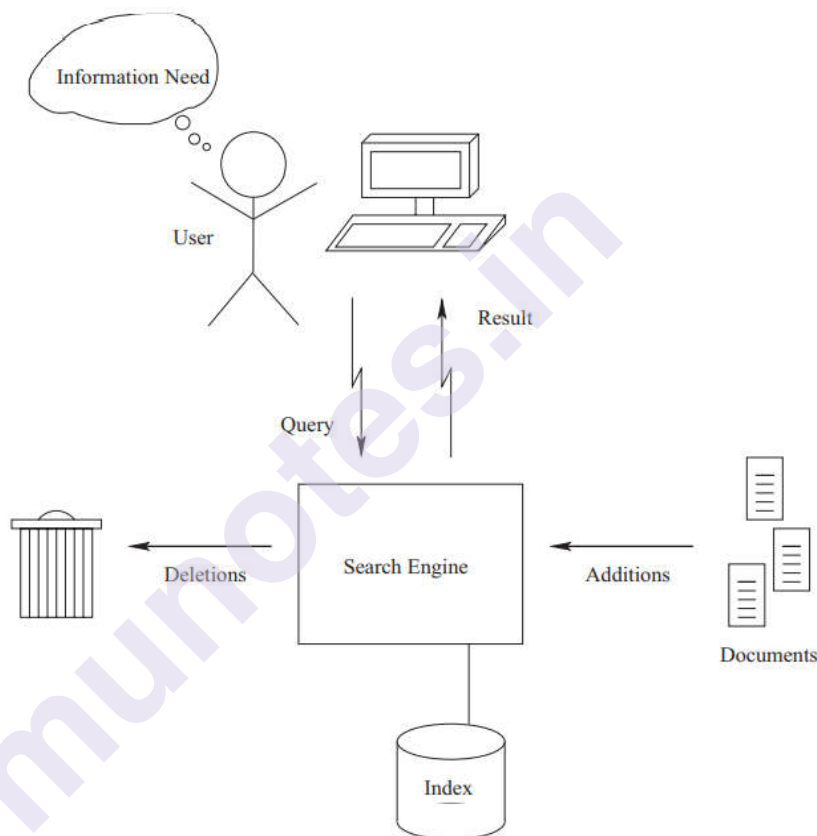 Information Need
User
Result
Query
Deletions
Search Engine
Additions
Documents
Index
munotes.in